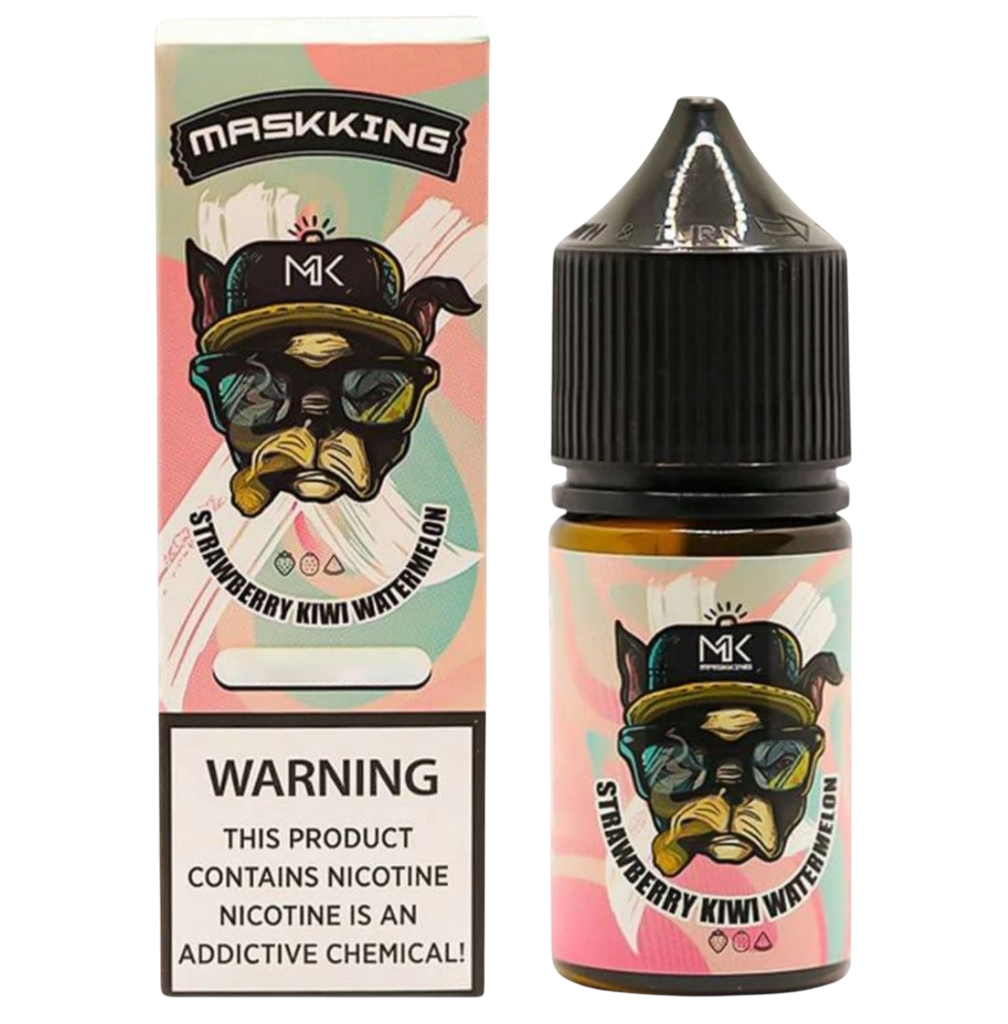 MASKKING
MK
STRAWBERRY KIWI WATERMELON
WARNING
THIS PRODUCT
CONTAINS NICOTINE
NICOTINE IS AN
ADDICTIVE CHEMICAL!
& TURN
MK
MASKKING
STRAWBERRY KIWI WATERMELON